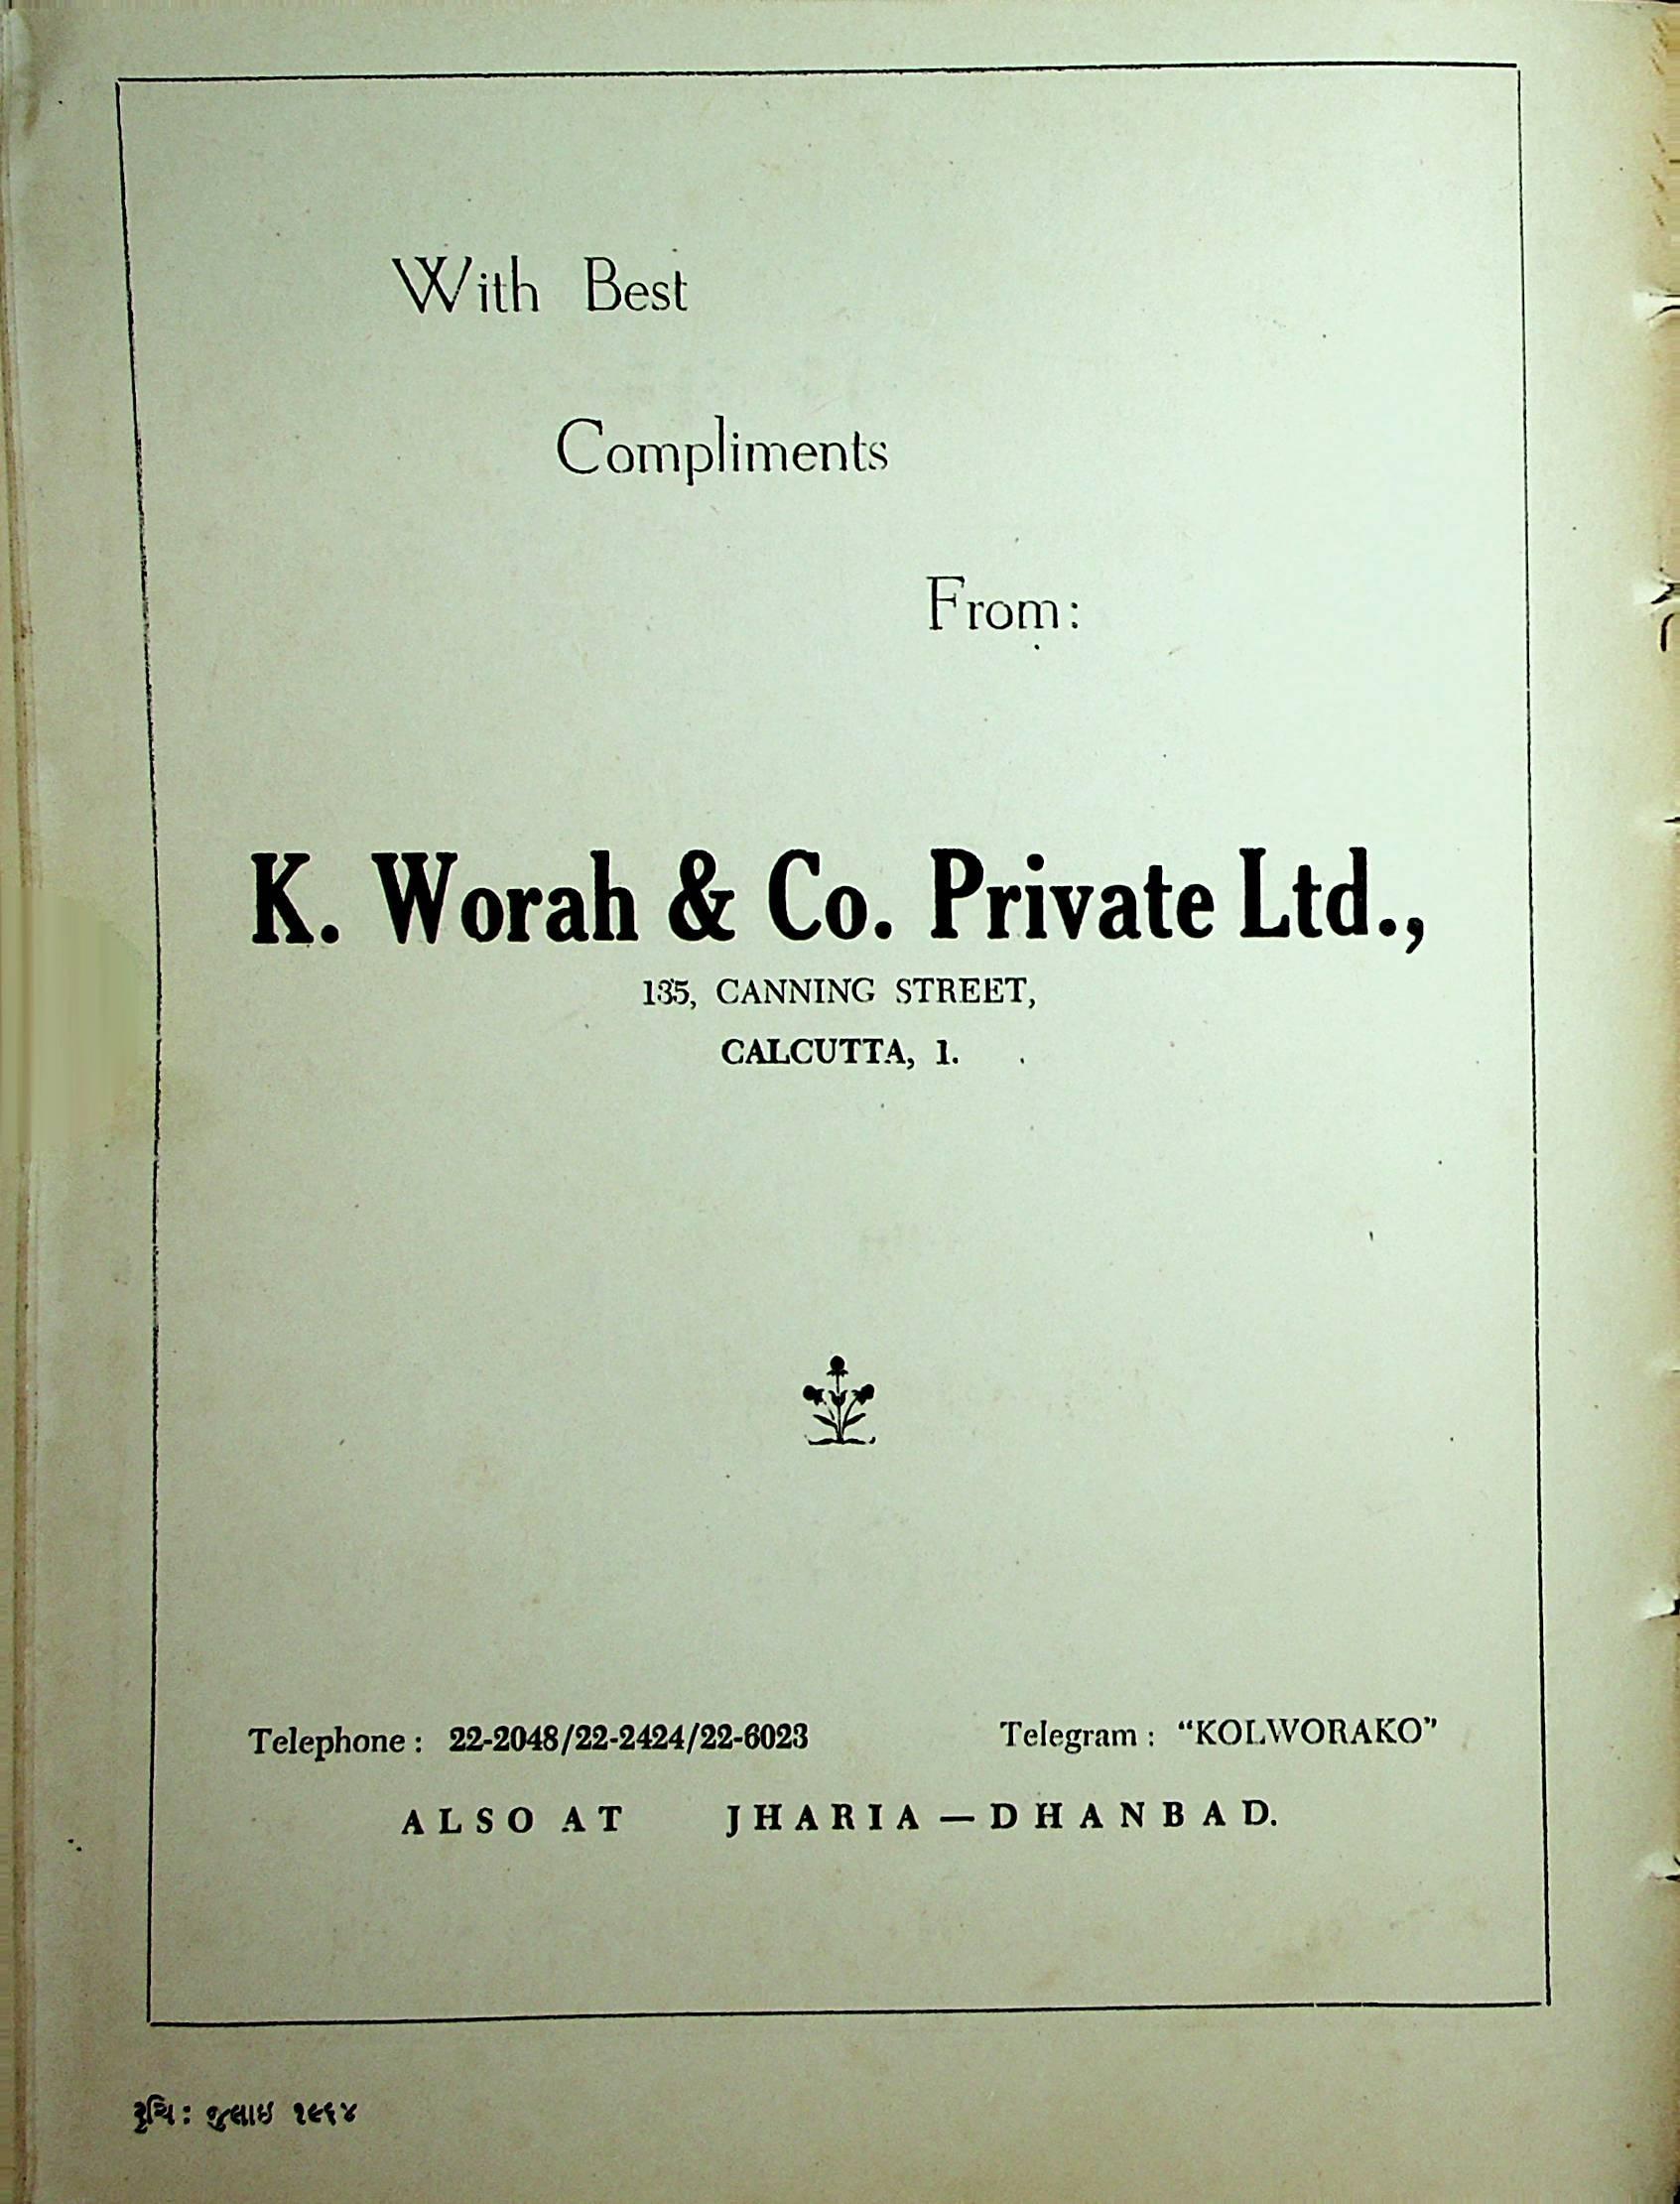 With Best
Compliments
From:
K. Worah & Co. Private Ltd.,
135, CANNING STREET,
CALCUTTA, 1.
Telephone : 22-2048/22-2424/22-6023 Telegram : “KOLWORAKO”
ALSO AT JHARIA — DHANBAD.
રૂચિ : જુલાઇ ૧૯૬૪